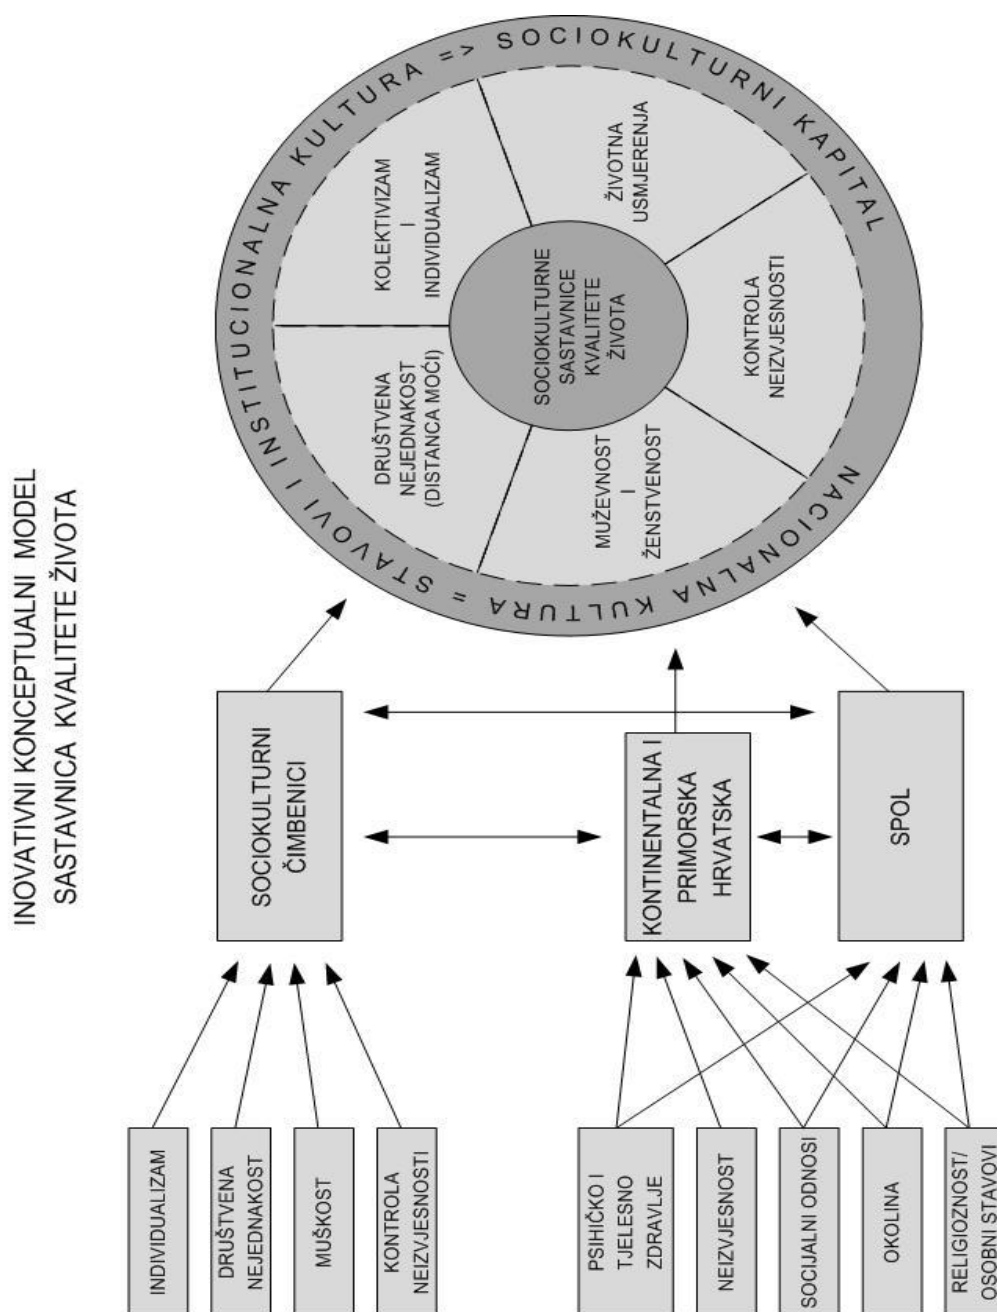 INOVATIVNI KONCEPTUALNI MODEL
SASTAVNICA KVALITETE ŽIVOTA
INDIVIDUALIZAM
DRUŠTVENA
NEJEDNAKOST
MUŠKOST
KONTROLA
NEIZVJESNOSTI
PSIHIČKO I
TJELESNO
ZDRAVLJE
NEIZVJESNOST
SOCIJALNI ODNOSI
OKOLINA
RELIGIOZNOST/
OSOBNI STAVOVI
SOCIOKULTURNI
ČIMBENICI
KONTINENTALNA I
PRIMORSKA
HRVATSKA
SPOL
NACIONALNA KULTURA = STAVOVI I INSTITUCIONALNA KULTURA => SOCIOKULTURNI KAPITAL
DRUŠTVENA
NEJEDNAKOST
(DISTANCA MOĆI)
KOLEKTIVIZAM
I
INDIVIDUALIZAM
ŽIVOTNA
USMJERENJA
KONTROLA
NEIZVJESNOSTI
MUŽEVNOST
I
ŽENSTVENOST
SOCIOKULTURNE
SASTAVNICE
KVALITETE
ŽIVOTA